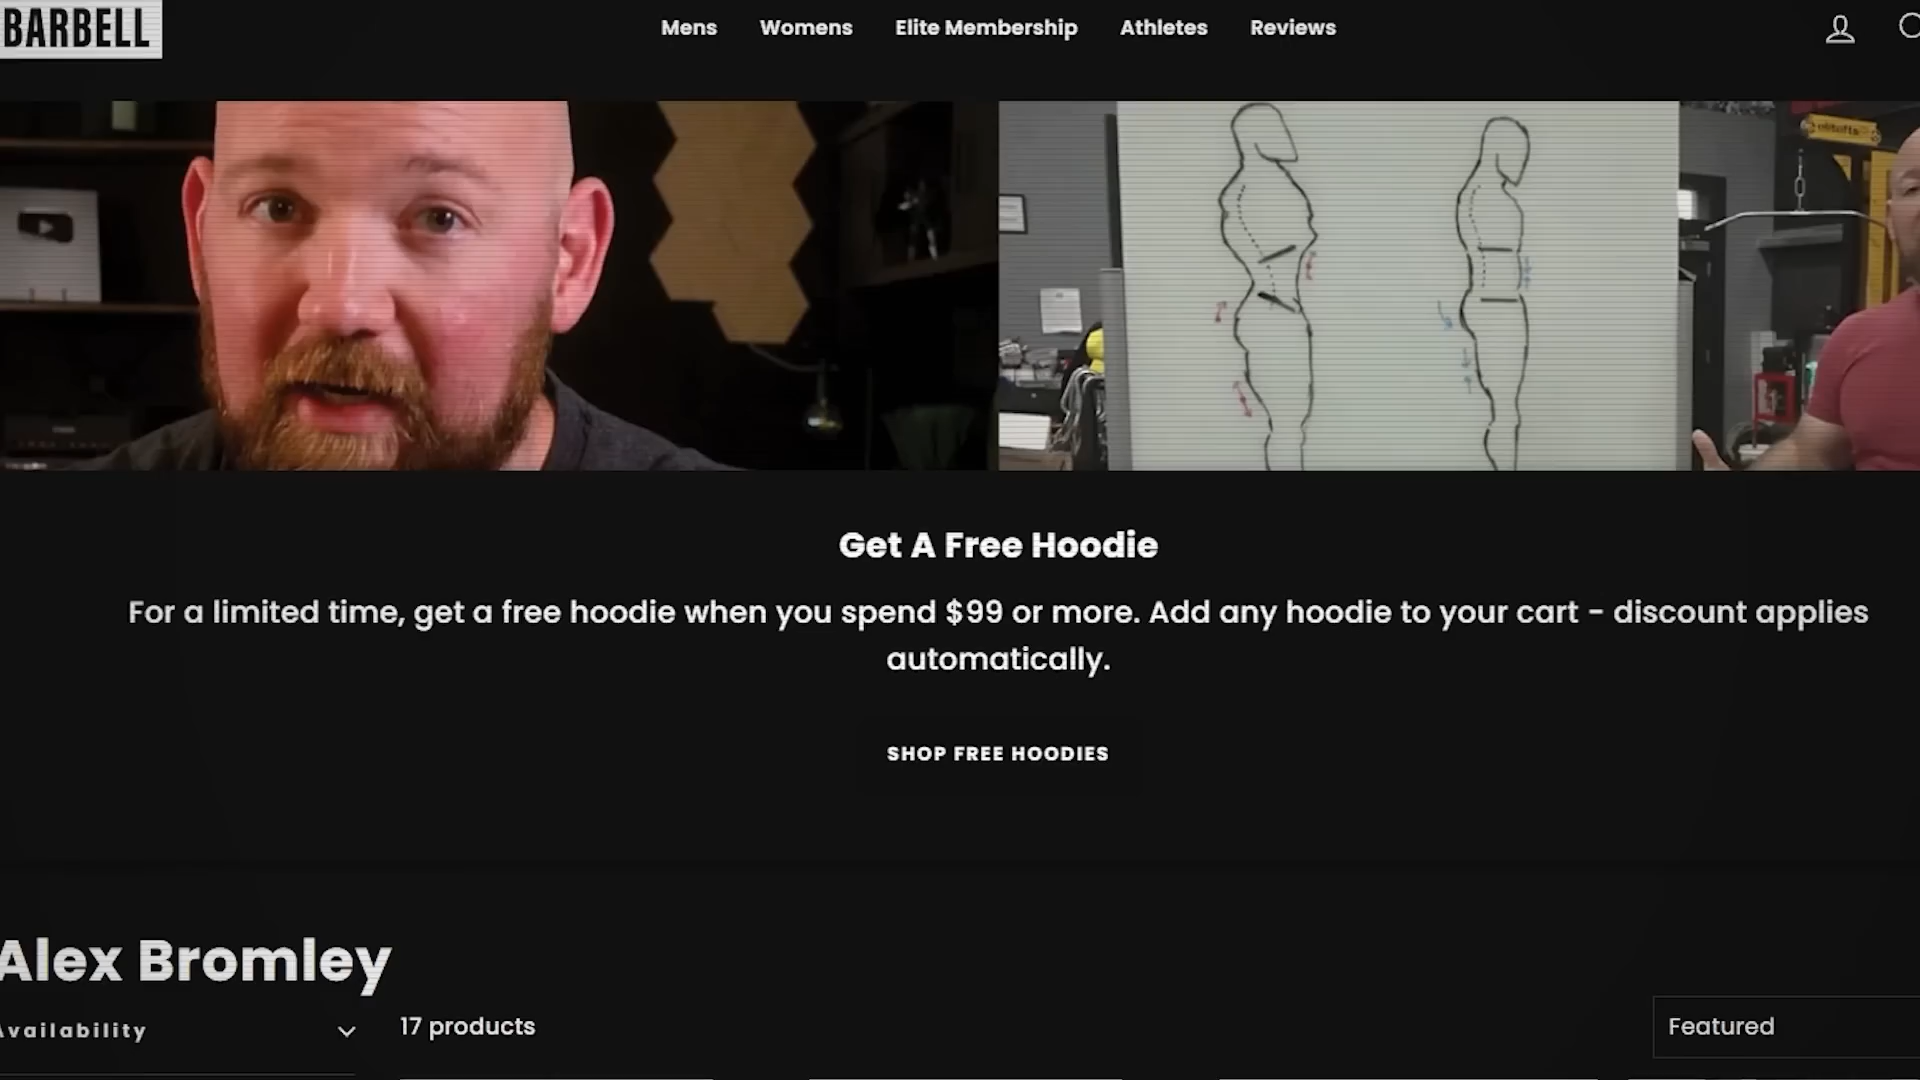 BARBELL
Mens Womens Elite Membership Athletes Reviews
elitefts
Get A Free Hoodie
For a limited time, get a free hoodie when you spend $99 or more. Add any hoodie to your cart - discount applies
automatically.
SHOP FREE HOODIES
Alex Bromley
Availability
17 products
Featured